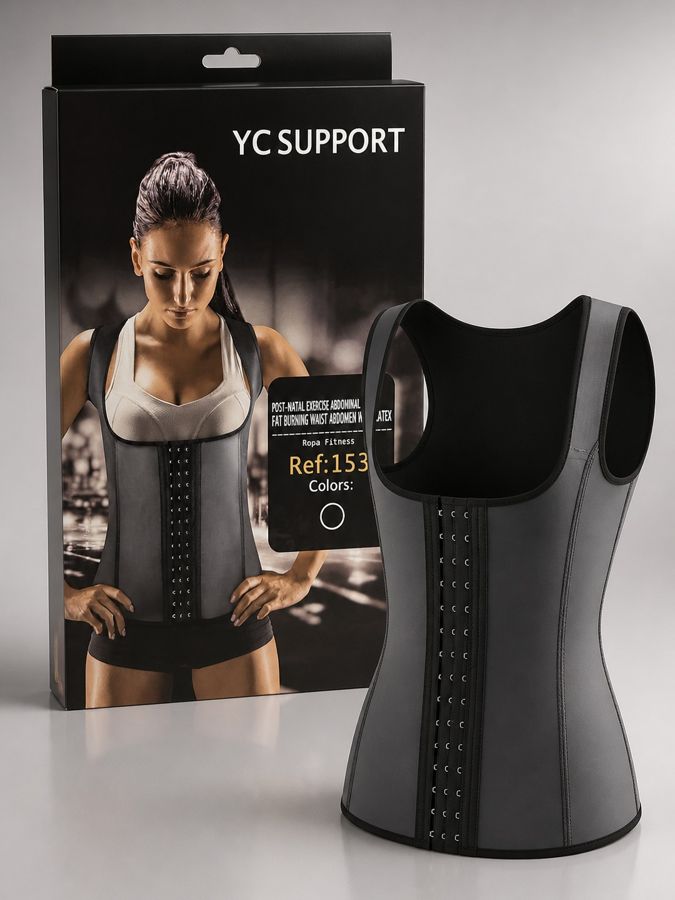 YC SUPPORT
POST-NATAL EXERCISE ABDOMINAL
FAT BURNING WAIST ABDOMEN
Ropa Fitness
Ref:153
Colors: